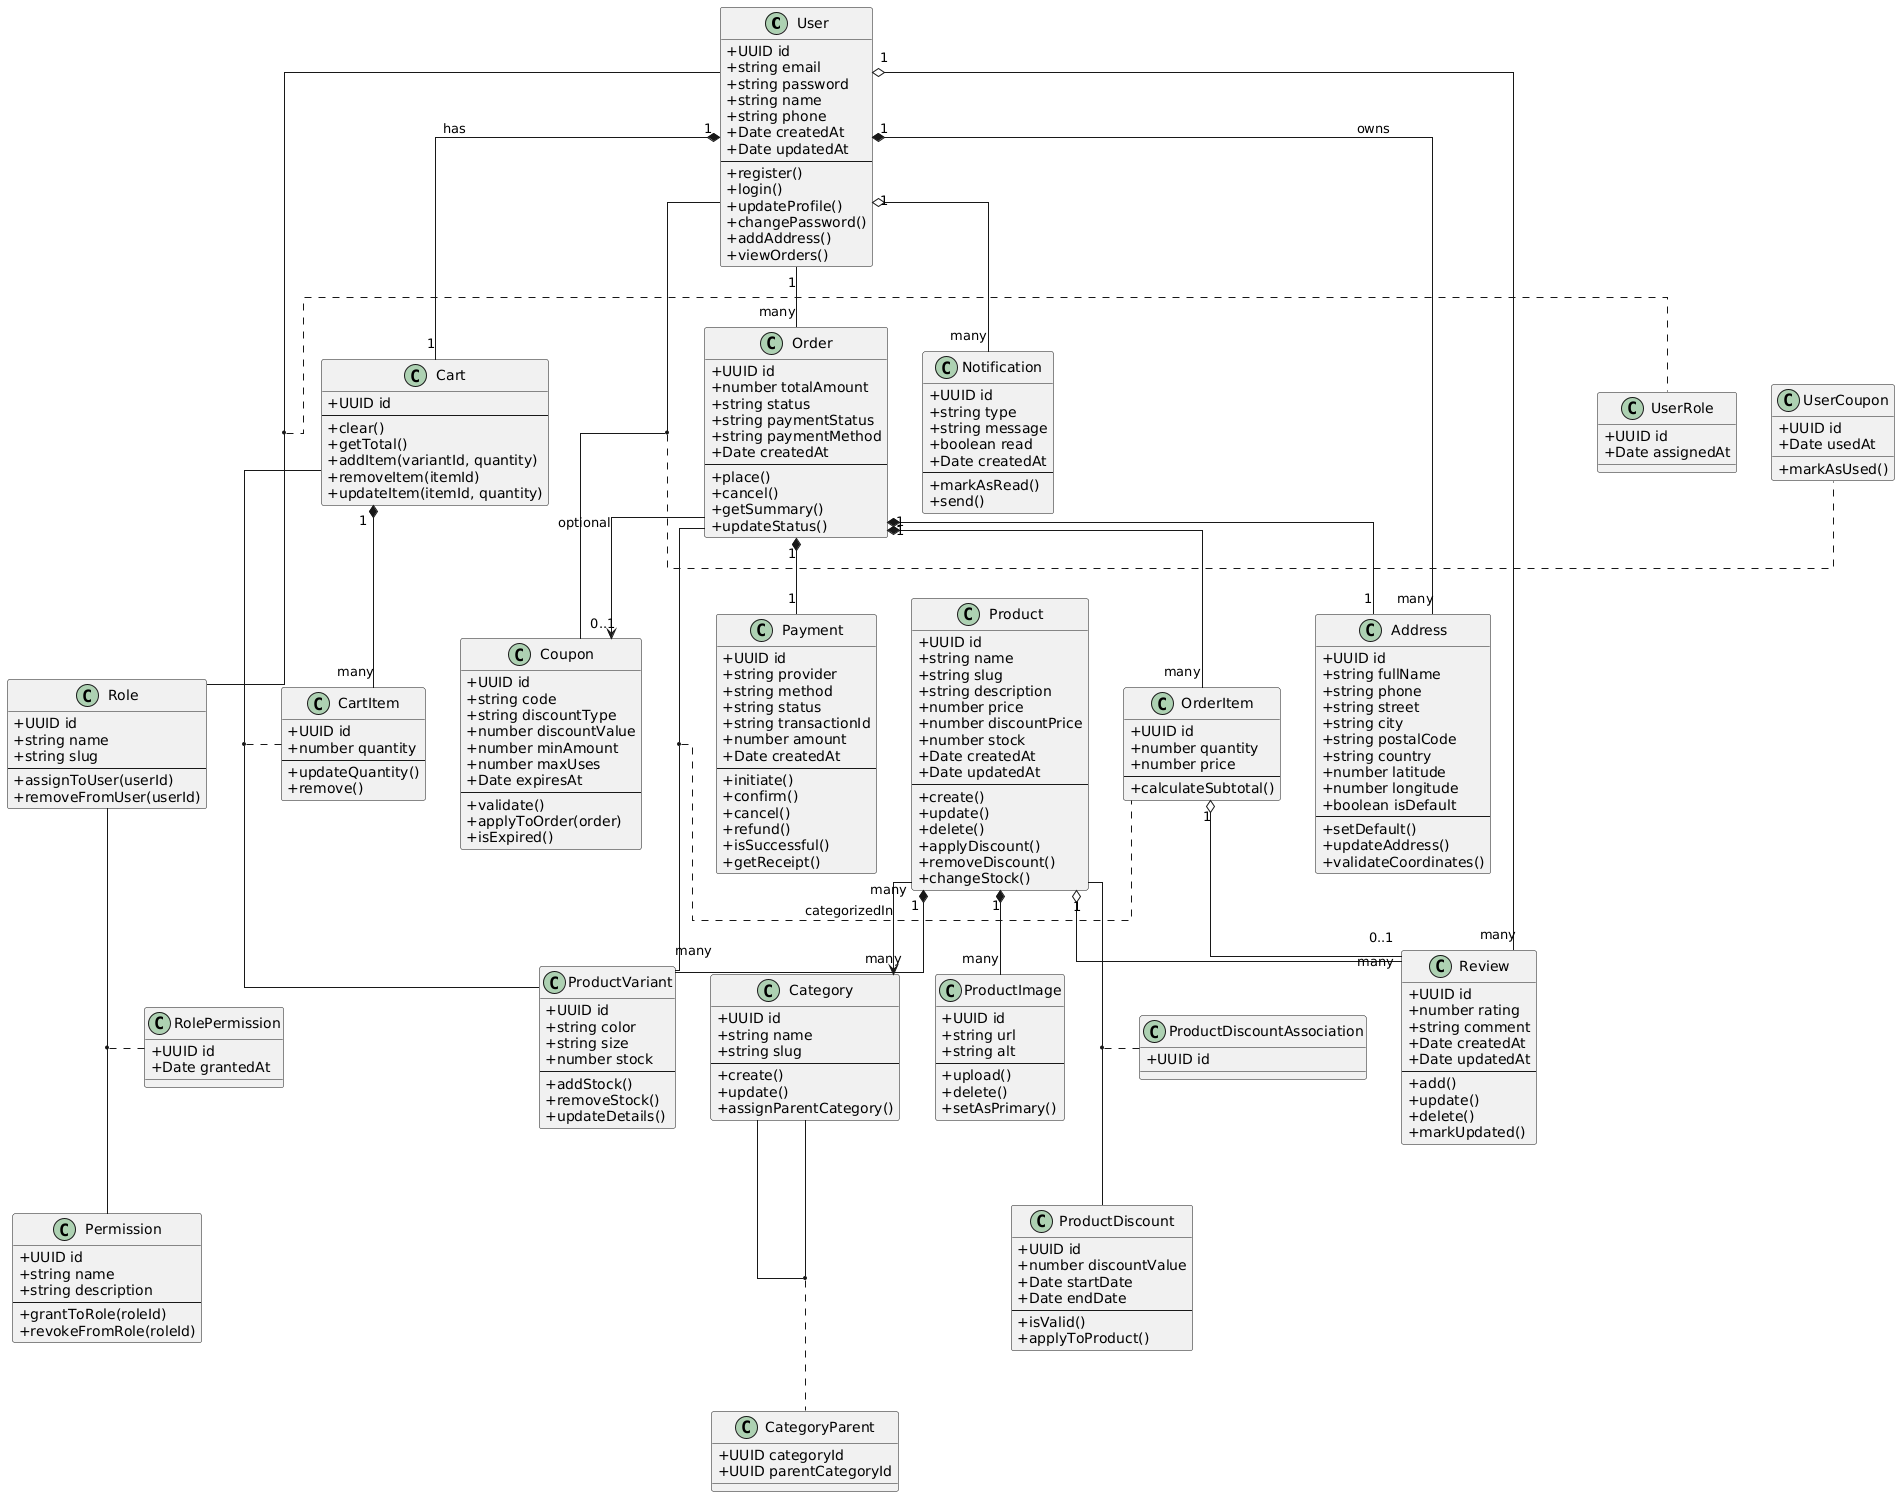 C User
+UUID id
+string email
+string password
+string name
+string phone
+Date createdAt
+Date updatedAt
+register()
+login()
+updateProfile()
+changePassword()
+addAddress()
+viewOrders()
1
1
has
1
owns
1
1
many
many
1
C Cart
+UUID id
+clear()
+getTotal()
+addItem(variantId, quantity)
+removeItem(itemId)
+updateItem(itemId, quantity)
1
C Order
+UUID id
+number totalAmount
+string status
+string paymentStatus
+string paymentMethod
+Date createdAt
+place()
+cancel()
+getSummary()
+updateStatus()
1
1
1
optional
C Notification
+UUID id
+string type
+string message
+boolean read
+Date createdAt
+markAsRead()
+send()
C UserRole
+UUID id
+Date assignedAt
C UserCoupon
+UUID id
+Date usedAt
+markAsUsed()
0..1
1
1
many
many
many
C Role
+UUID id
+string name
+string slug
+assignToUser(userId)
+removeFromUser(userId)
C CartItem
+UUID id
+number quantity
+updateQuantity()
+remove()
C Coupon
+UUID id
+string code
+string discountType
+number discountValue
+number minAmount
+number maxUses
+Date expiresAt
+validate()
+applyToOrder(order)
+isExpired()
C Payment
+UUID id
+string provider
+string method
+string status
+string transactionId
+number amount
+Date createdAt
+initiate()
+confirm()
+cancel()
+refund()
+isSuccessful()
+getReceipt()
C Product
+UUID id
+string name
+string slug
+string description
+number price
+number discountPrice
+number stock
+Date createdAt
+Date updatedAt
+create()
+update()
+delete()
+applyDiscount()
+removeDiscount()
+changeStock()
C OrderItem
+UUID id
+number quantity
+number price
+calculateSubtotal()
1
C Address
+UUID id
+string fullName
+string phone
+string street
+string city
+string postalCode
+string country
+number latitude
+number longitude
+boolean isDefault
+setDefault()
+updateAddress()
+validateCoordinates()
many
1
1
1
categorizedIn
many
many
many
0..1
many
many
C RolePermission
+UUID id
+Date grantedAt
C ProductVariant
+UUID id
+string color
+string size
+number stock
+addStock()
+removeStock()
+updateDetails()
C Category
+UUID id
+string name
+string slug
+create()
+update()
+assignParentCategory()
C ProductImage
+UUID id
+string url
+string alt
+upload()
+delete()
+setAsPrimary()
C ProductDiscountAssociation
+UUID id
C Review
+UUID id
+number rating
+string comment
+Date createdAt
+Date updatedAt
+add()
+update()
+delete()
+markUpdated()
C Permission
+UUID id
+string name
+string description
+grantToRole(roleId)
+revokeFromRole(roleId)
C ProductDiscount
+UUID id
+number discountValue
+Date startDate
+Date endDate
+isValid()
+applyToProduct()
C CategoryParent
+UUID categoryId
+UUID parentCategoryId